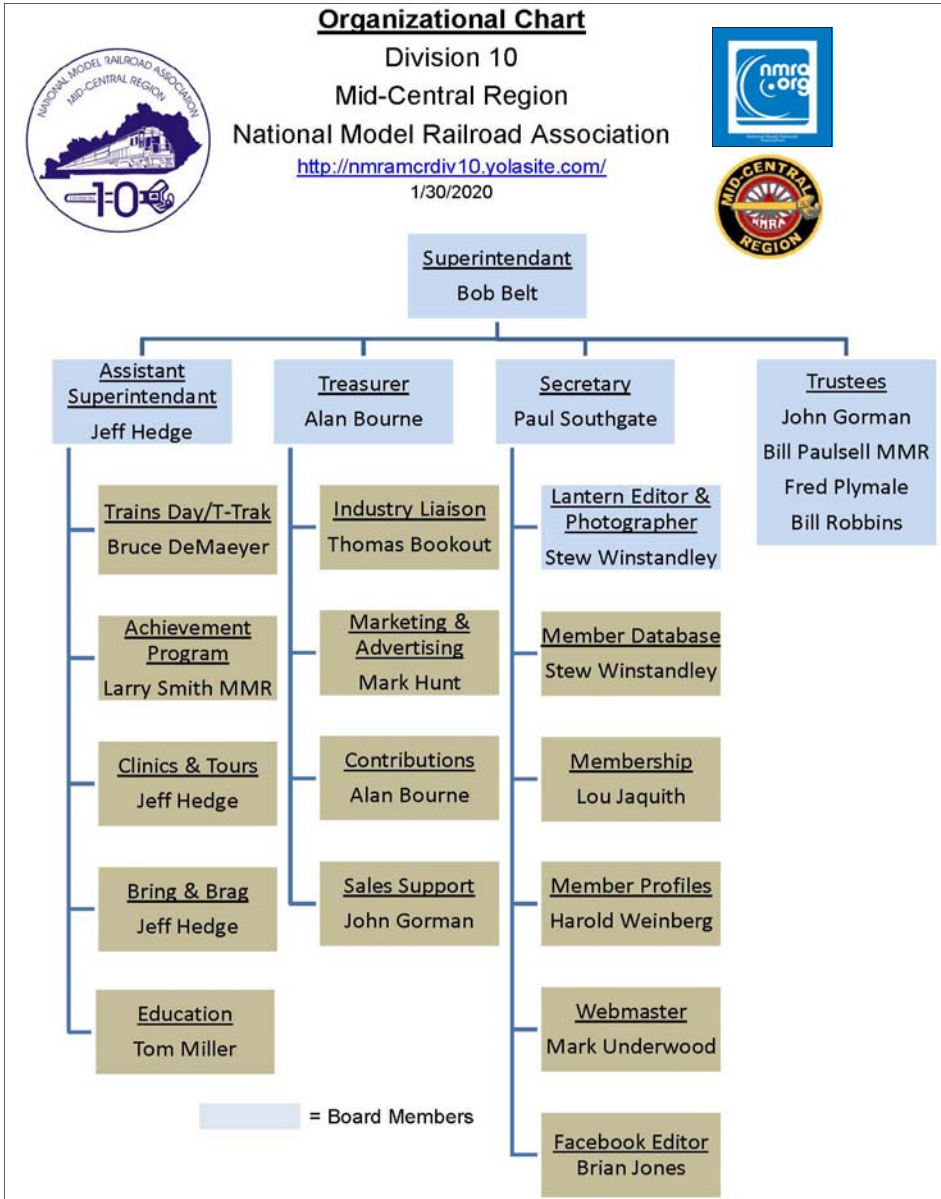 Organizational Chart
Division 10
Mid-Central Region
National Model Railroad Association
http://nmramcrdiv10.yolasite.com/
1/30/2020
NATIONAL MODEL RAILROAD ASSOCIATION
MID-CENTRAL REGION
DIVISION 10
nmra
.org
National Model Railroad
Association
MID-CENTRAL
NMRA
REGION
Superintendant
Bob Belt
Assistant
Superintendant
Jeff Hedge
Treasurer
Alan Bourne
Secretary
Paul Southgate
Trustees
John Gorman
Bill Paulsell MMR
Fred Plymale
Bill Robbins
Trains Day/T-Trak
Bruce DeMaeyer
Achievement
Program
Larry Smith MMR
Clinics & Tours
Jeff Hedge
Bring & Brag
Jeff Hedge
Education
Tom Miller
Industry Liaison
Thomas Bookout
Marketing &
Advertising
Mark Hunt
Contributions
Alan Bourne
Sales Support
John Gorman
Lantern Editor &
Photographer
Stew Winstandley
Member Database
Stew Winstandley
Membership
Lou Jaquith
Member Profiles
Harold Weinberg
Webmaster
Mark Underwood
Facebook Editor
Brian Jones
= Board Members